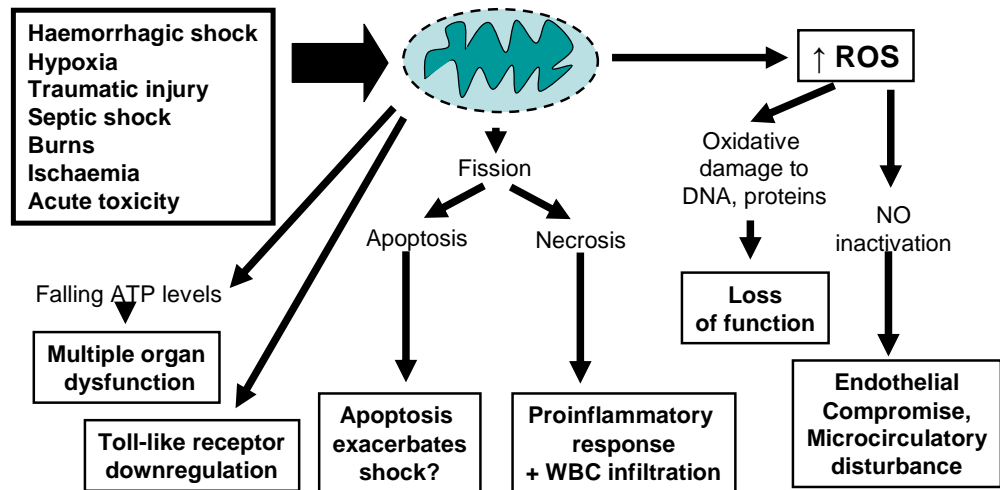 Haemorrhagic shock
Hypoxia
Traumatic injury
Septic shock
Burns
Ischaemia
Acute toxicity
↑ ROS
Fission
Oxidative
damage to
DNA, proteins
Apoptosis
Necrosis
NO
inactivation
Falling ATP levels
Loss
of function
Multiple organ
dysfunction
Toll-like receptor
downregulation
Apoptosis
exacerbates
shock?
Proinflammatory
response
+ WBC infiltration
Endothelial
Compromise,
Microcirculatory
disturbance